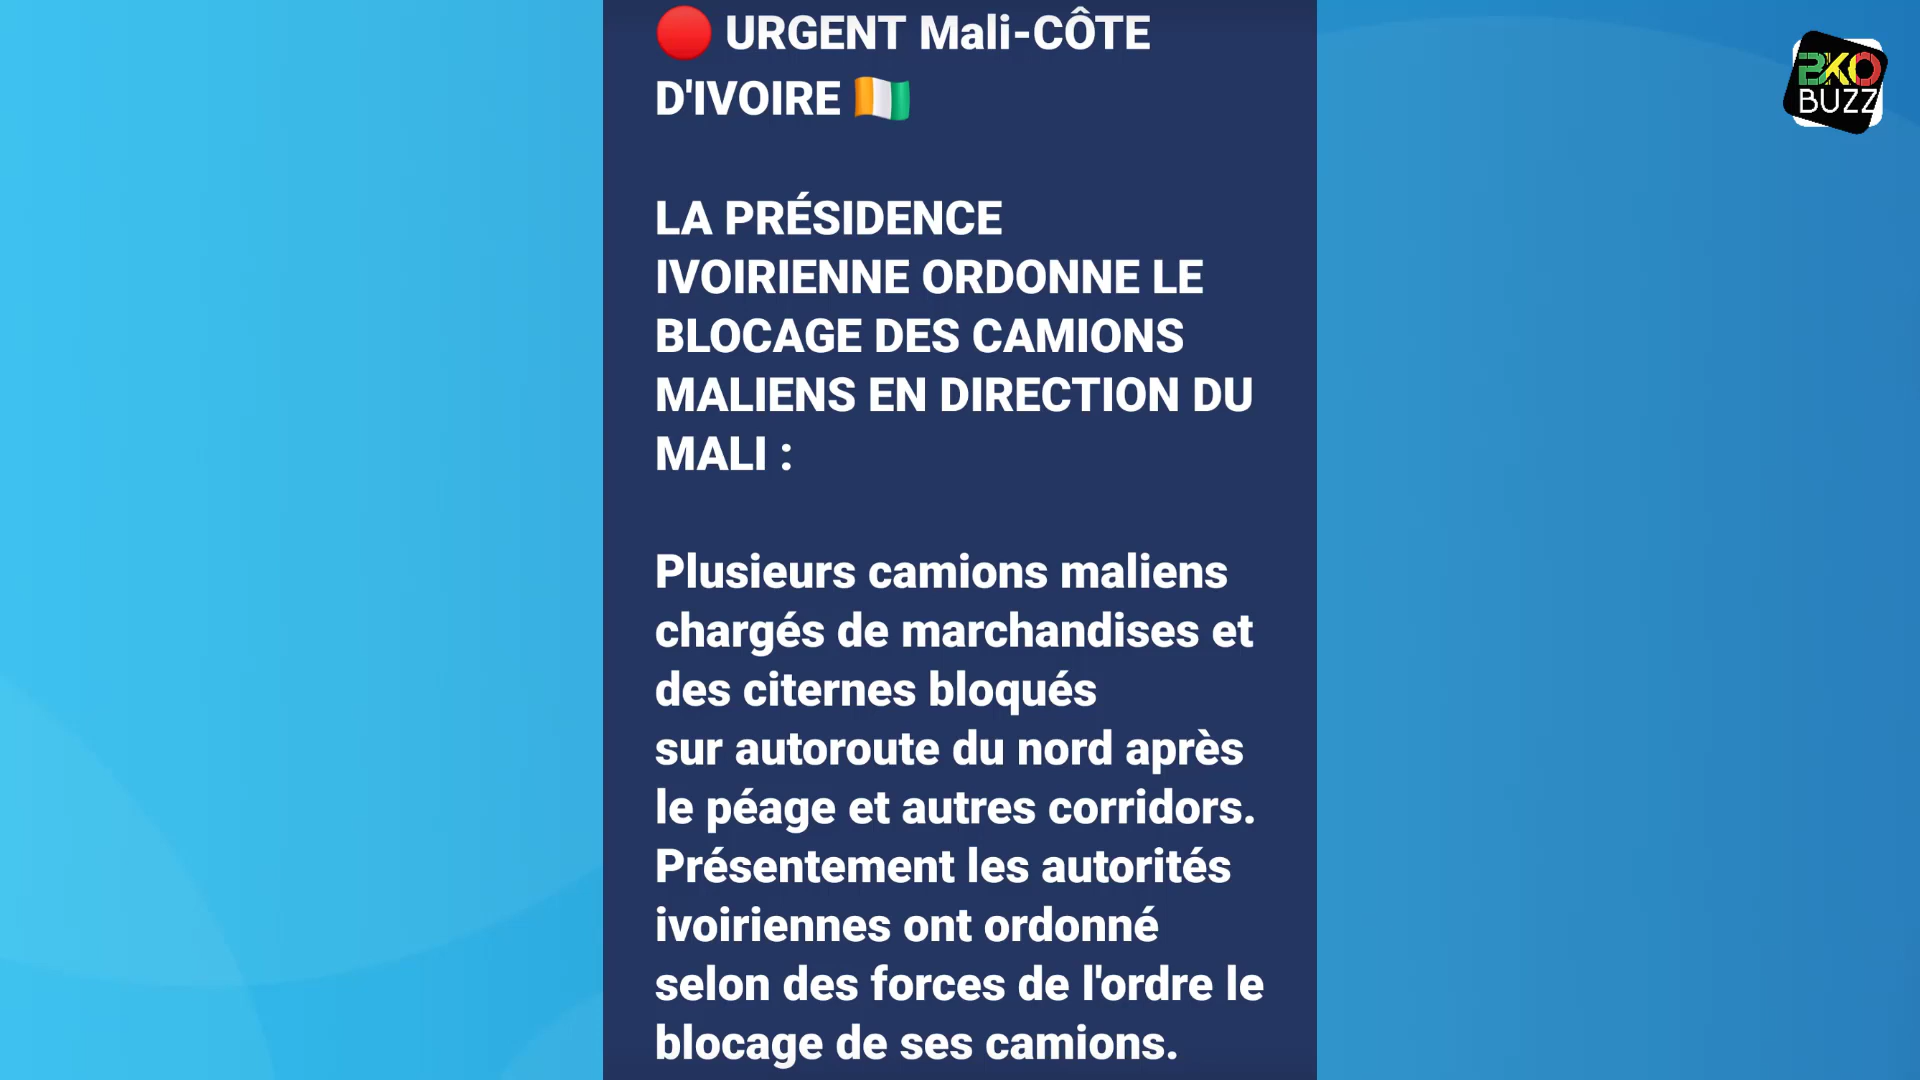 🔴 URGENT Mali-CÔTE
D'IVOIRE 🇨🇮
LA PRÉSIDENCE
IVOIRIENNE ORDONNE LE
BLOCAGE DES CAMIONS
MALIENS EN DIRECTION DU
MALI :
Plusieurs camions maliens
chargés de marchandises et
des citernes bloqués
sur autoroute du nord après
le péage et autres corridors.
Présentement les autorités
ivoiriennes ont ordonné
selon des forces de l'ordre le
blocage de ses camions.
BKO
BUZZ